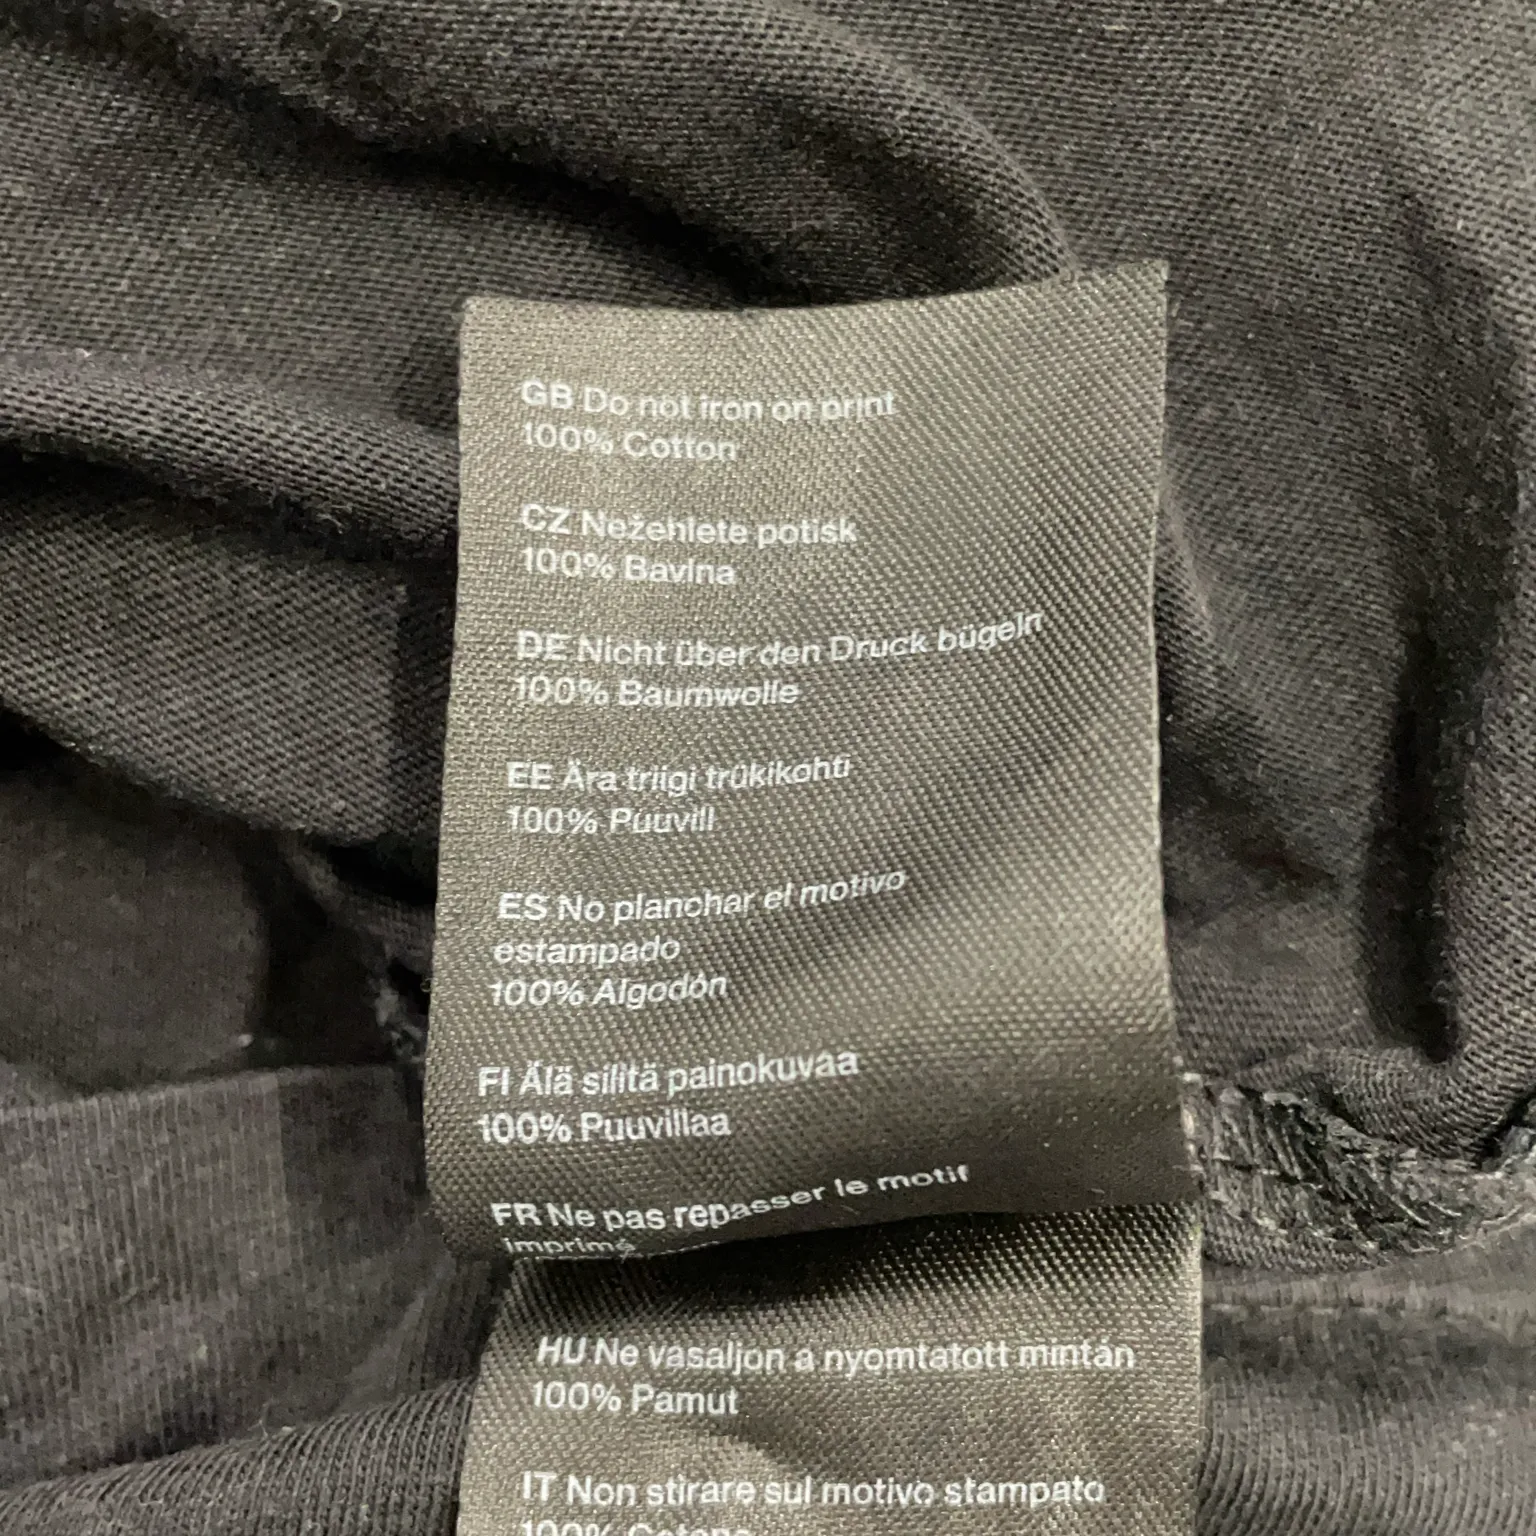 GB Do not iron on print
100% Cotton
CZ Nežehlete potisk
100% Bavlna
DE Nicht über den Druck bügeln
100% Baumwolle
EE Ära triigi trükikohti
100% Puuvill
ES No planchar el motivo
estampado
100% Algodón
FI Älä silitä painokuvaa
100% Puuvillaa
FR Ne pas repasser le motif
imprimé
HU Ne vasaljon a nyomtatott mintán
100% Pamut
IT Non stirare sul motivo stampato
100% Cotone